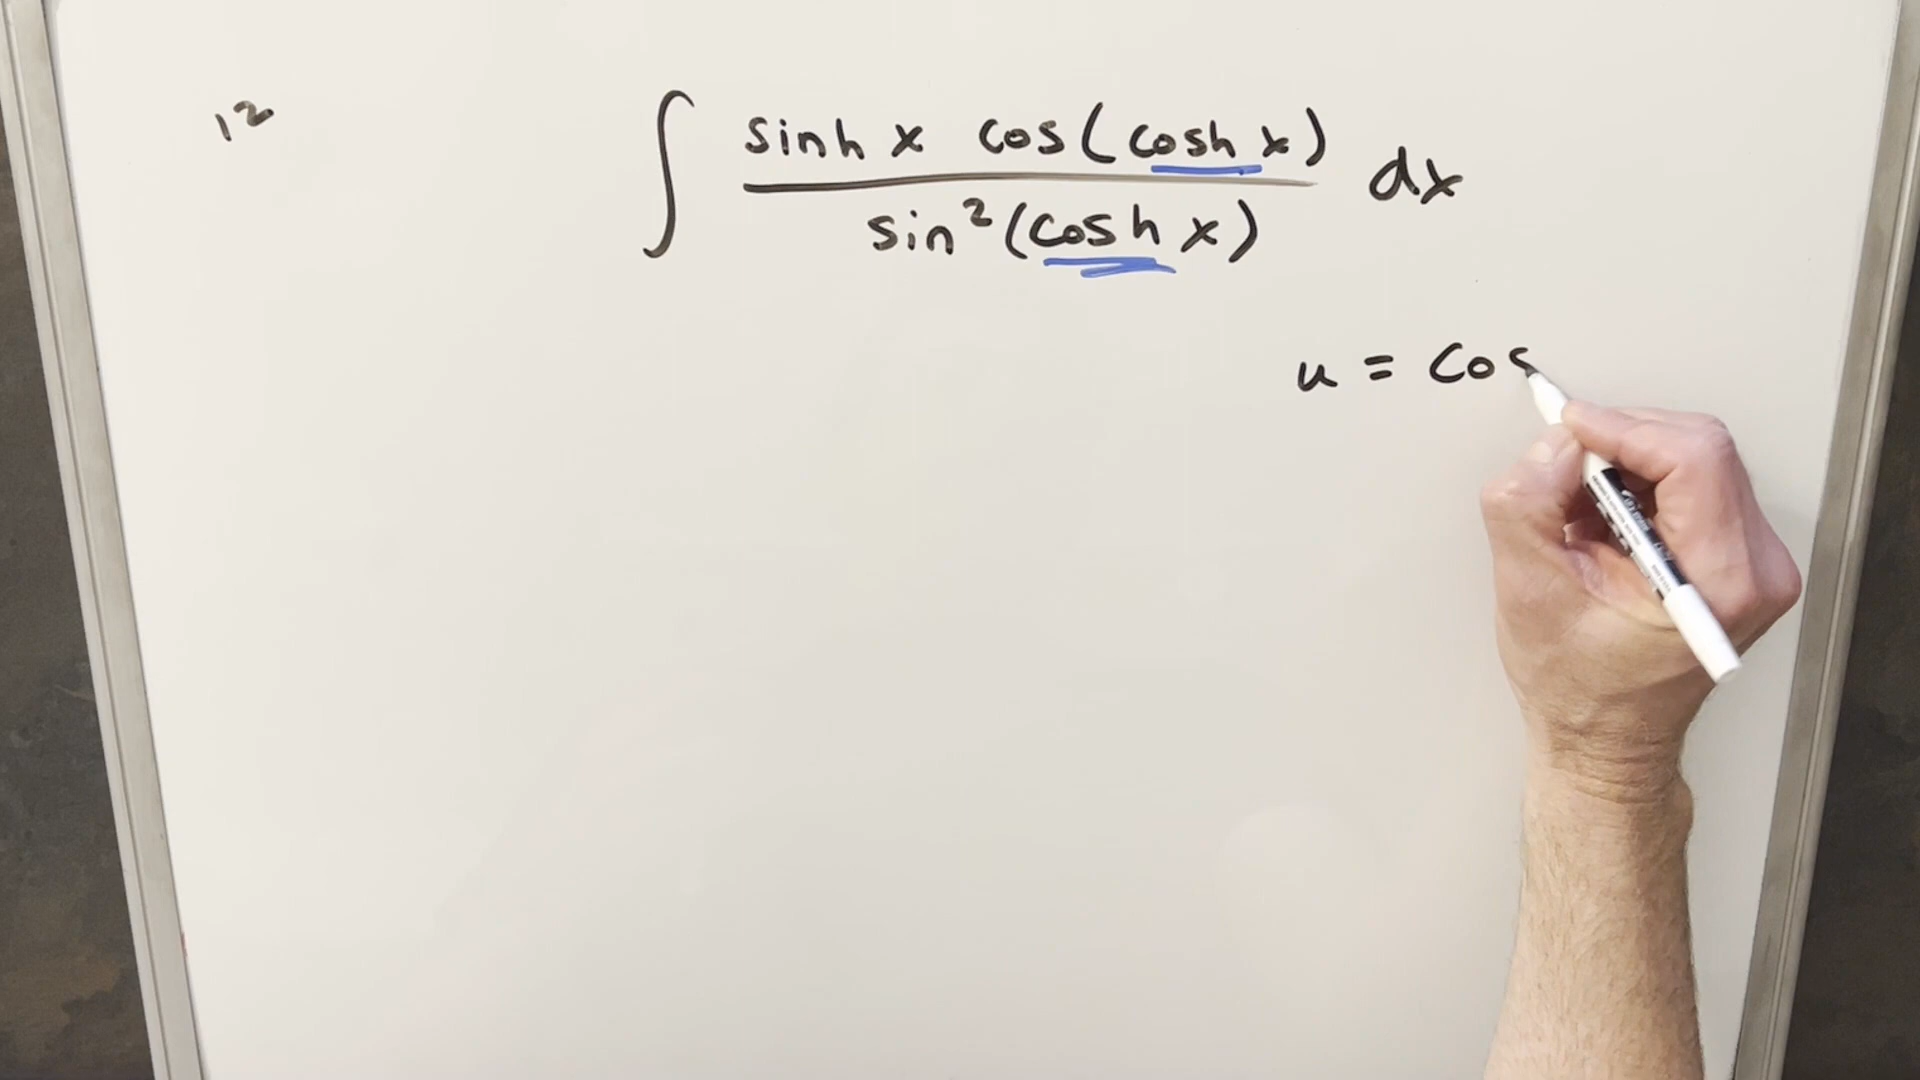 12
∫ sinh x cos(cosh x) / sin²(cosh x) dx
u = cos